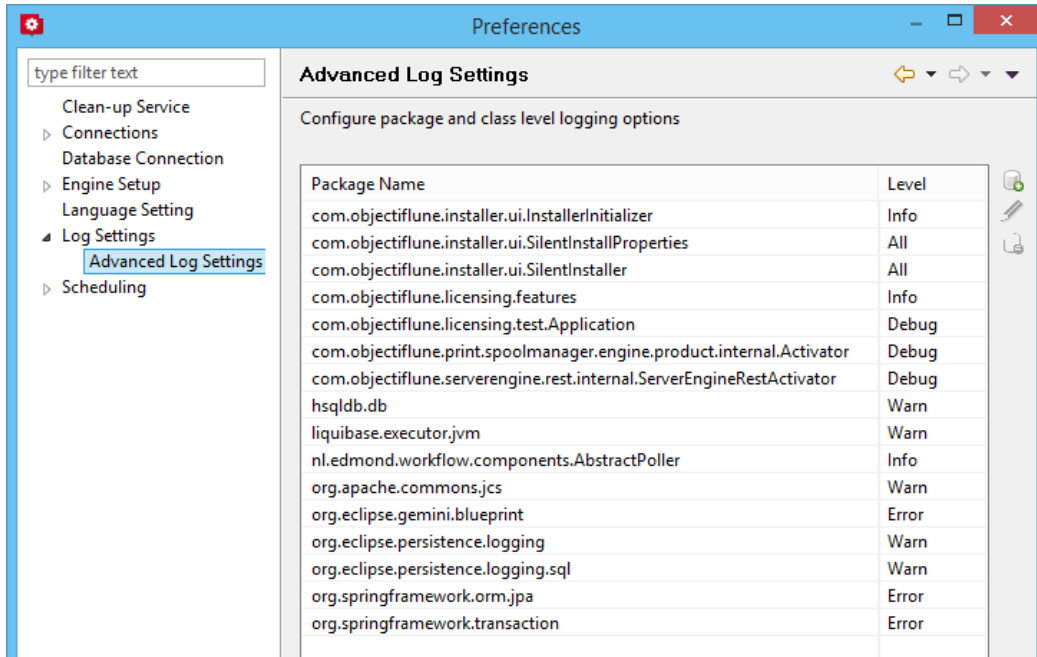 Preferences
type filter text
Clean-up Service
Connections
Database Connection
Engine Setup
Language Setting
Log Settings
Advanced Log Settings
Scheduling
Advanced Log Settings
Configure package and class level logging options
Package Name Level
com.objectiflune.installer.ui.InstallerInitializer Info
com.objectiflune.installer.ui.SilentInstallProperties All
com.objectiflune.installer.ui.SilentInstaller All
com.objectiflune.licensing.features Info
com.objectiflune.licensing.test.Application Debug
com.objectiflune.print.spoolmanager.engine.product.internal.Activator Debug
com.objectiflune.serverengine.rest.internal.ServerEngineRestActivator Debug
hsqldb.db Warn
liquibase.executor.jvm Warn
nl.edmond.workflow.components.AbstractPoller Info
org.apache.commons.jcs Warn
org.eclipse.gemini.blueprint Error
org.eclipse.persistence.logging Warn
org.eclipse.persistence.logging.sql Warn
org.springframework.orm.jpa Error
org.springframework.transaction Error